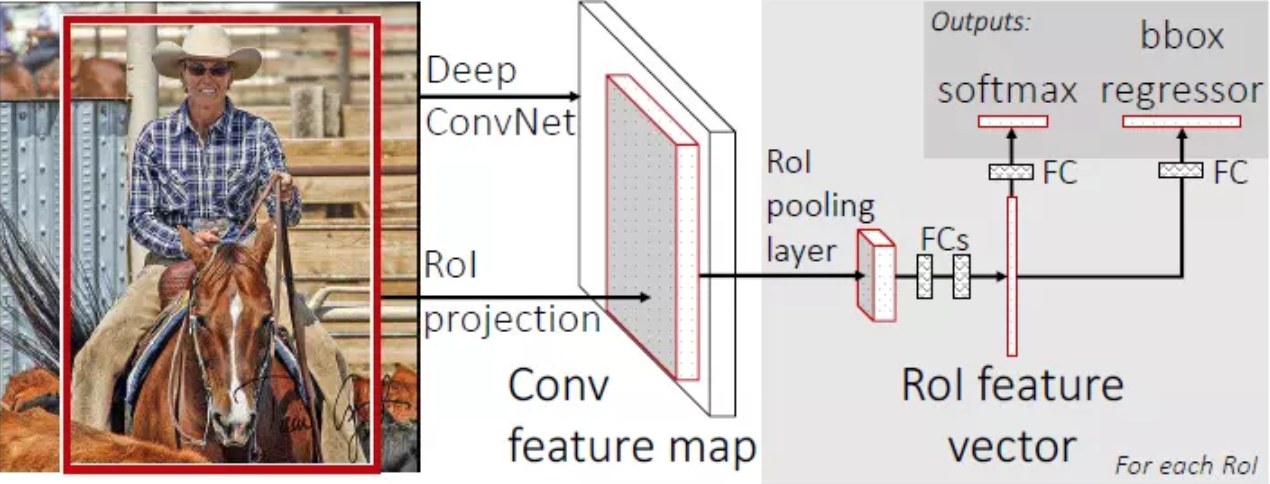 Deep
ConvNet
RoI
projection
Conv
feature map
RoI
pooling
layer
FCs
RoI feature
vector
For each RoI
Outputs:
softmax
bbox
regressor
FC
FC